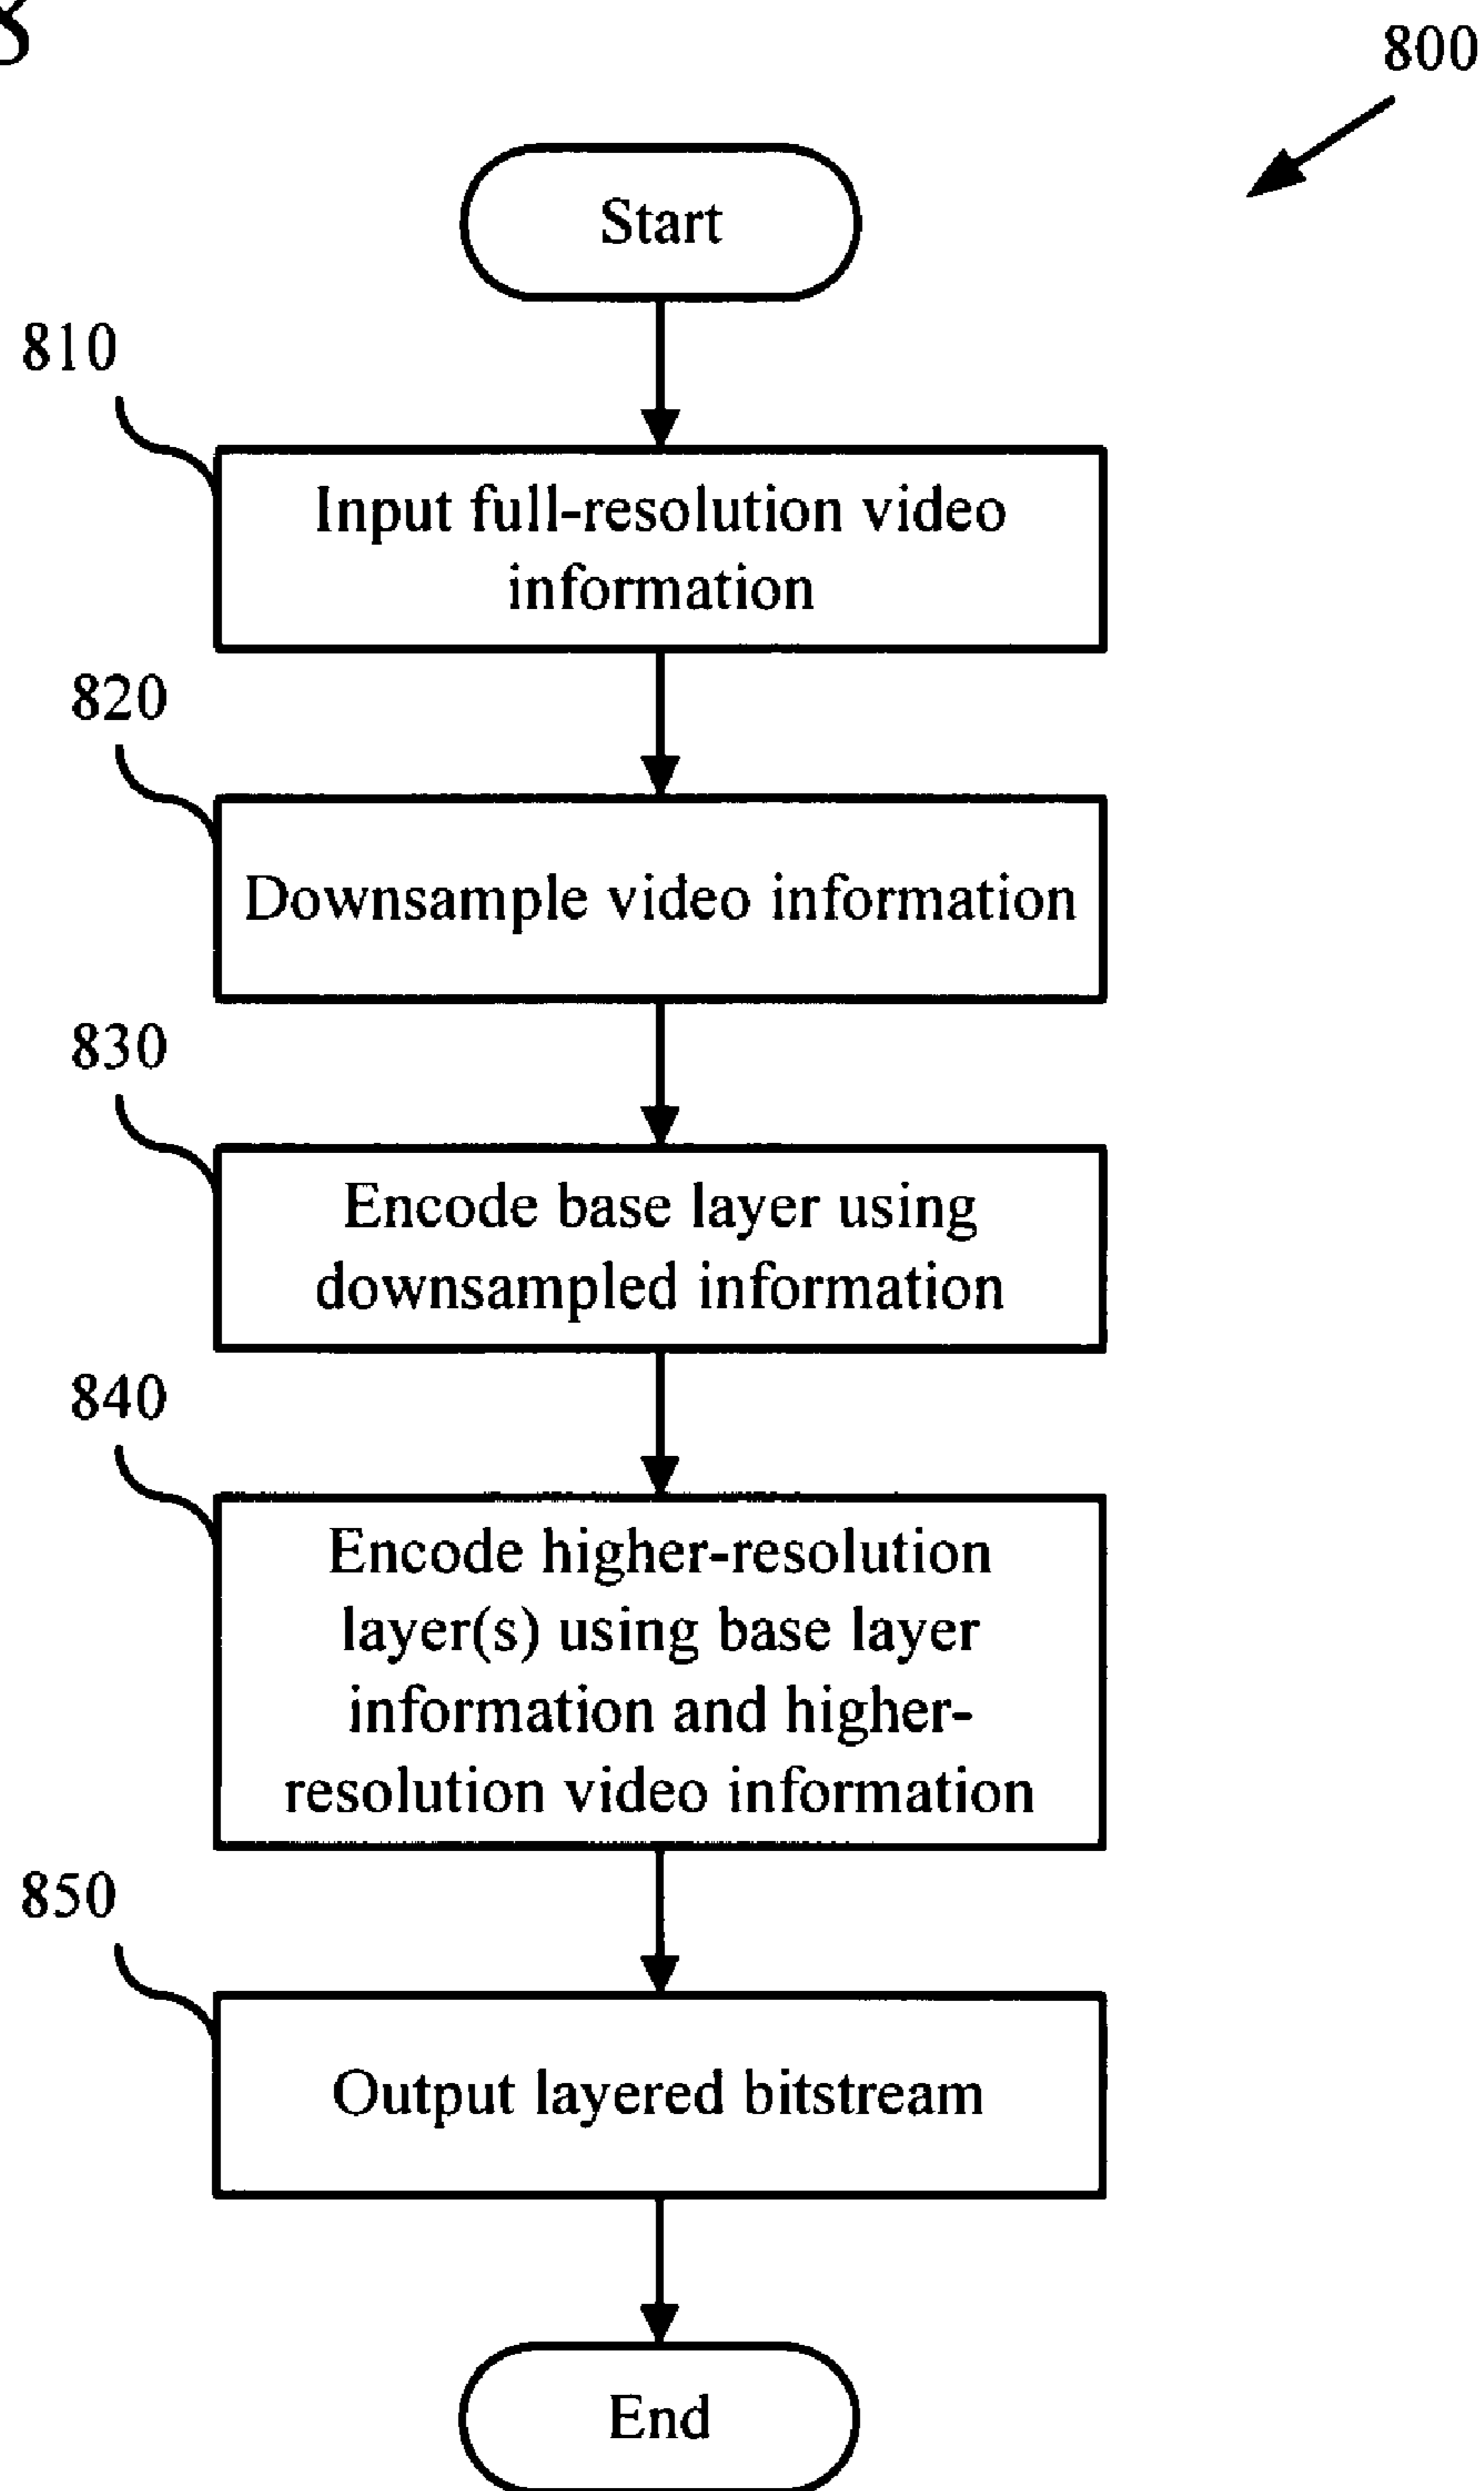 8
800
Start
810
Input full-resolution video
information
820
Downsample video information
830
Encode base layer using
downsampled information
840
Encode higher-resolution
layer(s) using base layer
information and higher-
resolution video information
850
Output layered bitstream
End